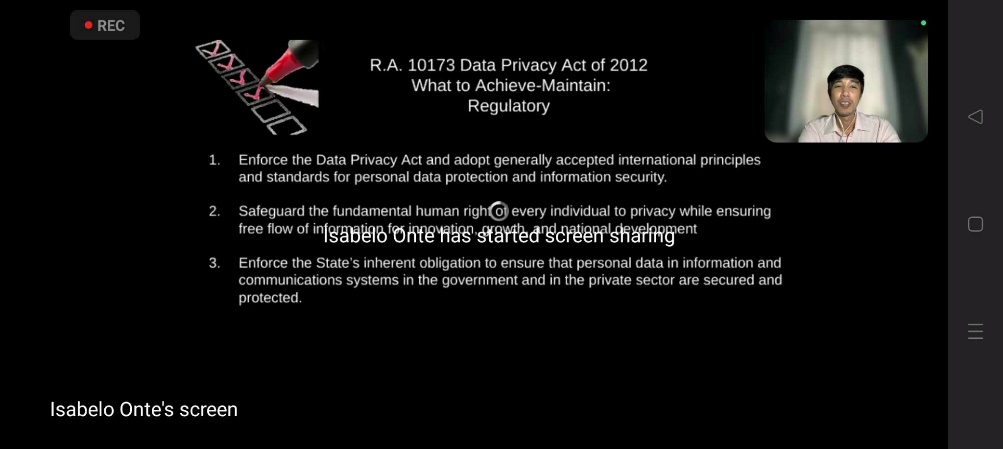 REC
R.A. 10173 Data Privacy Act of 2012
What to Achieve-Maintain:
Regulatory
1. Enforce the Data Privacy Act and adopt generally accepted international principles
and standards for personal data protection and information security.
2. Safeguard the fundamental human right of every individual to privacy while ensuring
free flow of information for innovation, growth, and national development
Isabelo Onte has started screen sharing
3. Enforce the State's inherent obligation to ensure that personal data in information and
communications systems in the government and in the private sector are secured and
protected.
Isabelo Onte's screen